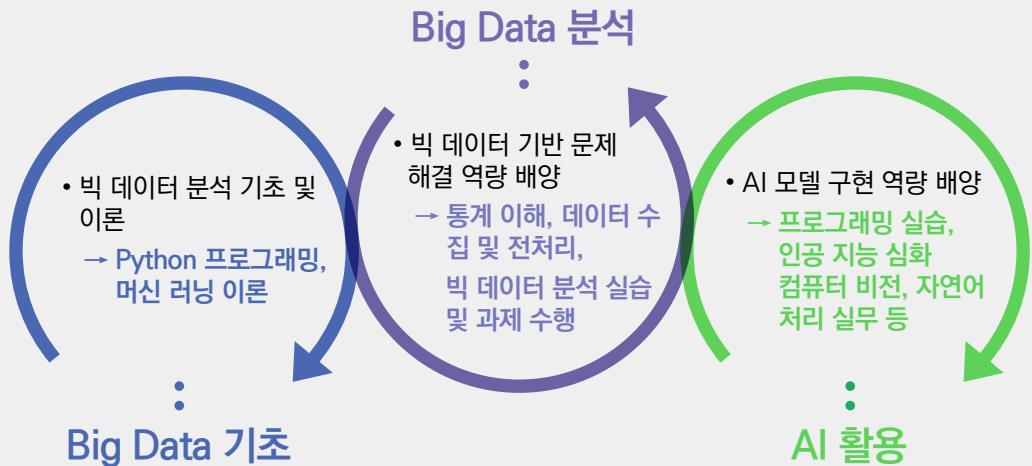 Big Data 분석
• 빅 데이터 분석 기초 및
이론
→ Python 프로그래밍,
머신 러닝 이론
Big Data 기초
• 빅 데이터 기반 문제
해결 역량 배양
→ 통계 이해, 데이터 수
집 및 전처리,
빅 데이터 분석 실습
및 과제 수행
• AI 모델 구현 역량 배양
→ 프로그래밍 실습,
인공 지능 심화
컴퓨터 비전, 자연어
처리 실무 등
AI 활용